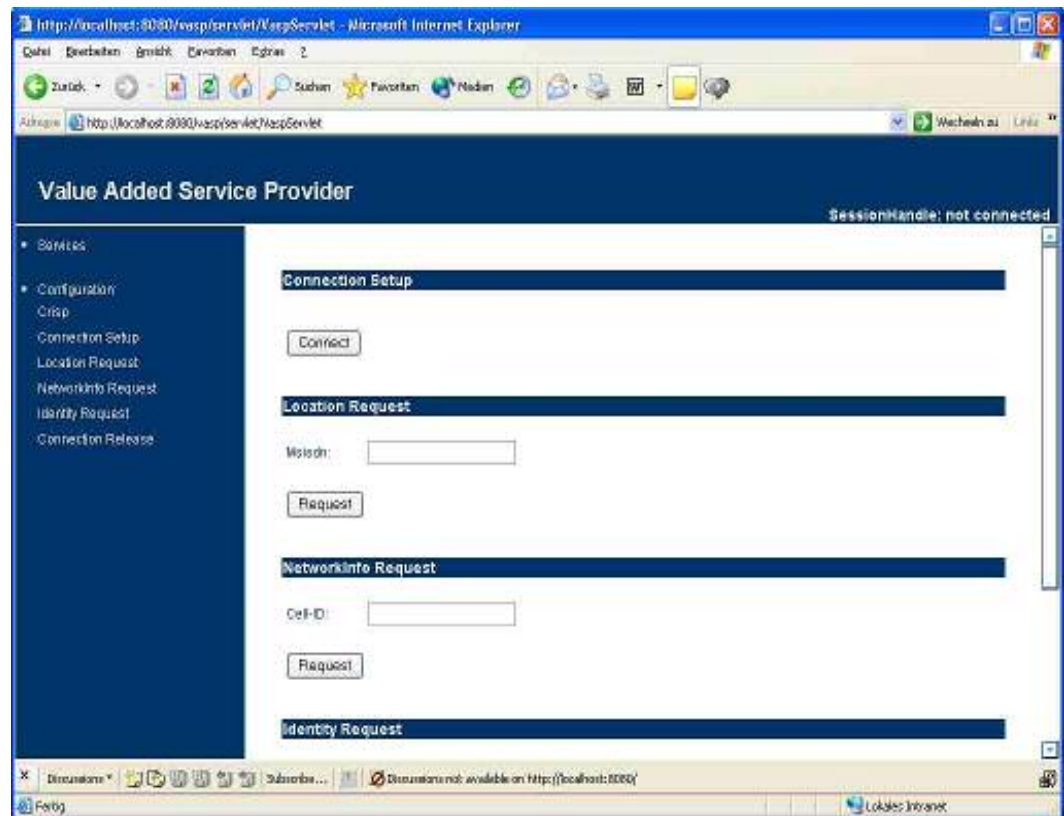 http://localhost:8080/vasp/servlet/VaspServlet - Microsoft Internet Explorer
Datei Bearbeiten Ansicht Favoriten Extras ?
Zurück Suchen Favoriten Medien
Adresse http://localhost:8080/vasp/servlet/VaspServlet Wechseln zu Links
Value Added Service Provider
SessionHandle: not connected
Services
Configuration
Crisp
Connection Setup
Location Request
NetworkInfo Request
Identity Request
Connection Release
Connection Setup
Connect
Location Request
Msisdn:
Request
NetworkInfo Request
Cell-ID:
Request
Identity Request
Discussions Subscribe... Discussions not available on http://localhost:8080/
Fertig Lokales Intranet